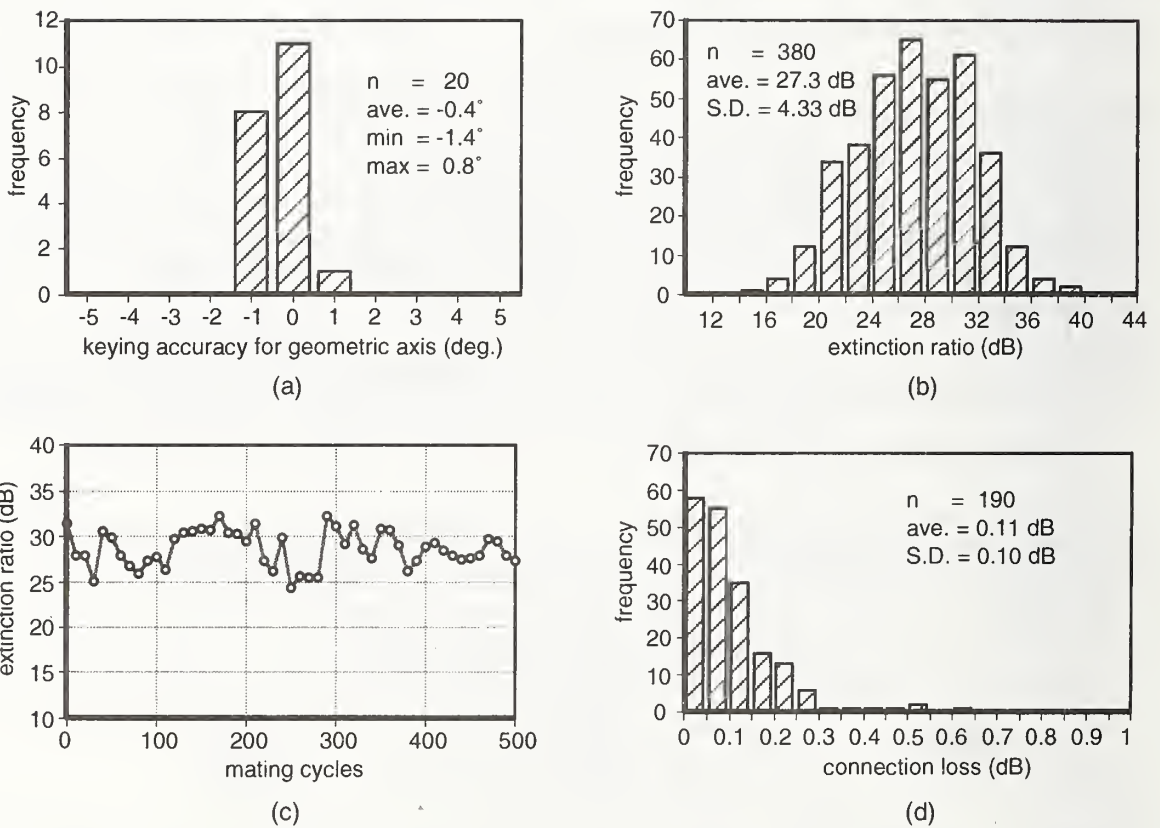 12
10
8
6
4
2
0
frequency
n = 20
ave. = -0.4°
min = -1.4°
max = 0.8°
-5 -4 -3 -2 -1 0 1 2 3 4 5
keying accuracy for geometric axis (deg.)
(a)
70
60
50
40
30
20
10
0
frequency
n = 380
ave. = 27.3 dB
S.D. = 4.33 dB
12 16 20 24 28 32 36 40 44
extinction ratio (dB)
(b)
40
35
30
25
20
15
10
extinction ratio (dB)
0 100 200 300 400 500
mating cycles
(c)
70
60
50
40
30
20
10
0
frequency
n = 190
ave. = 0.11 dB
S.D. = 0.10 dB
0 0.1 0.2 0.3 0.4 0.5 0.6 0.7 0.8 0.9 1
connection loss (dB)
(d)